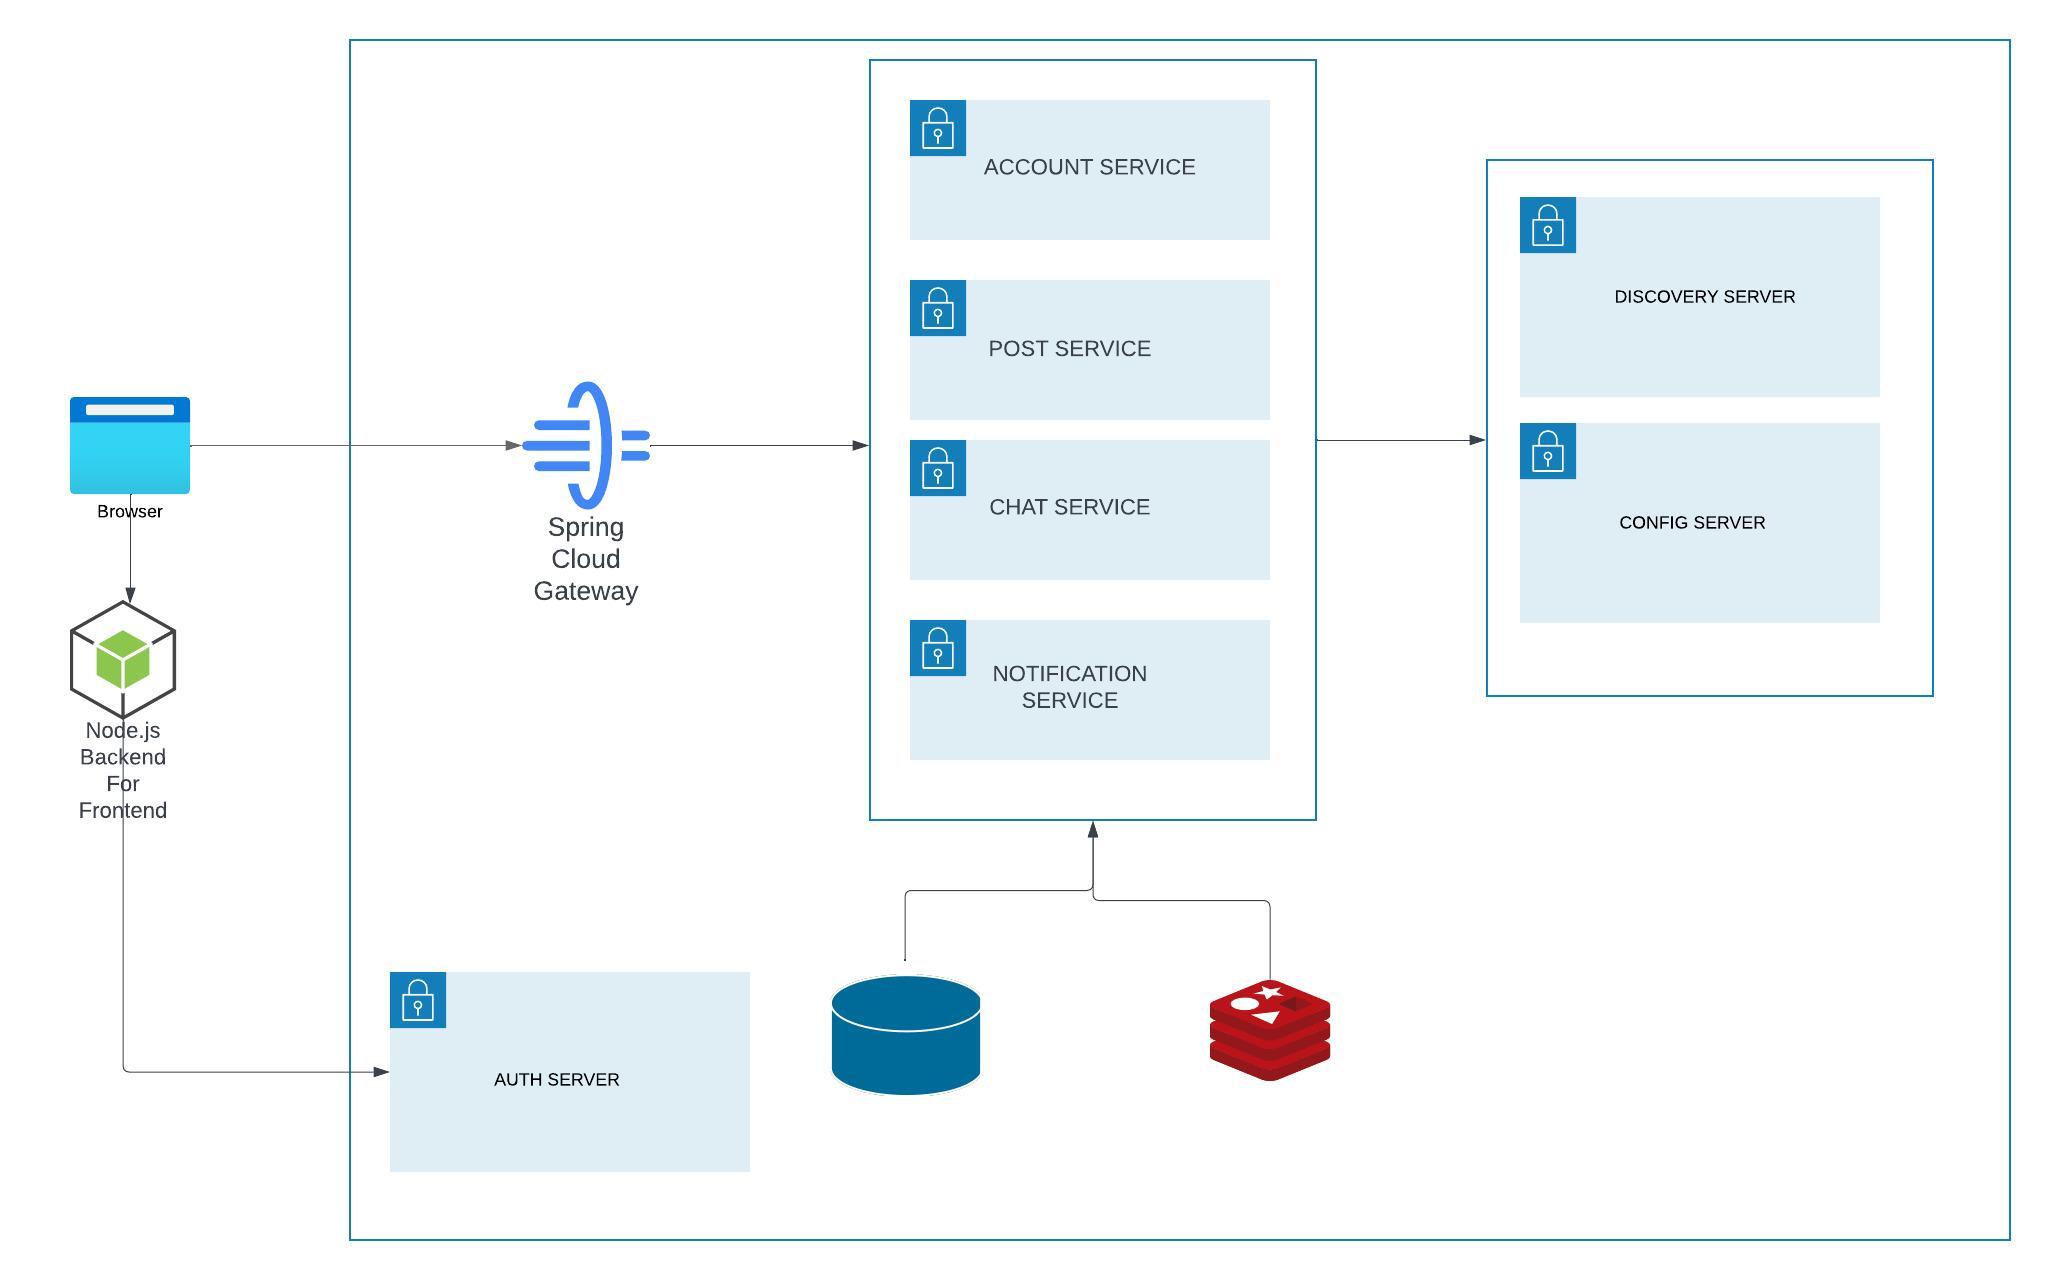 ACCOUNT SERVICE
POST SERVICE
CHAT SERVICE
NOTIFICATION
SERVICE
DISCOVERY SERVER
CONFIG SERVER
Browser
Spring
Cloud
Gateway
Node.js
Backend
For
Frontend
AUTH SERVER